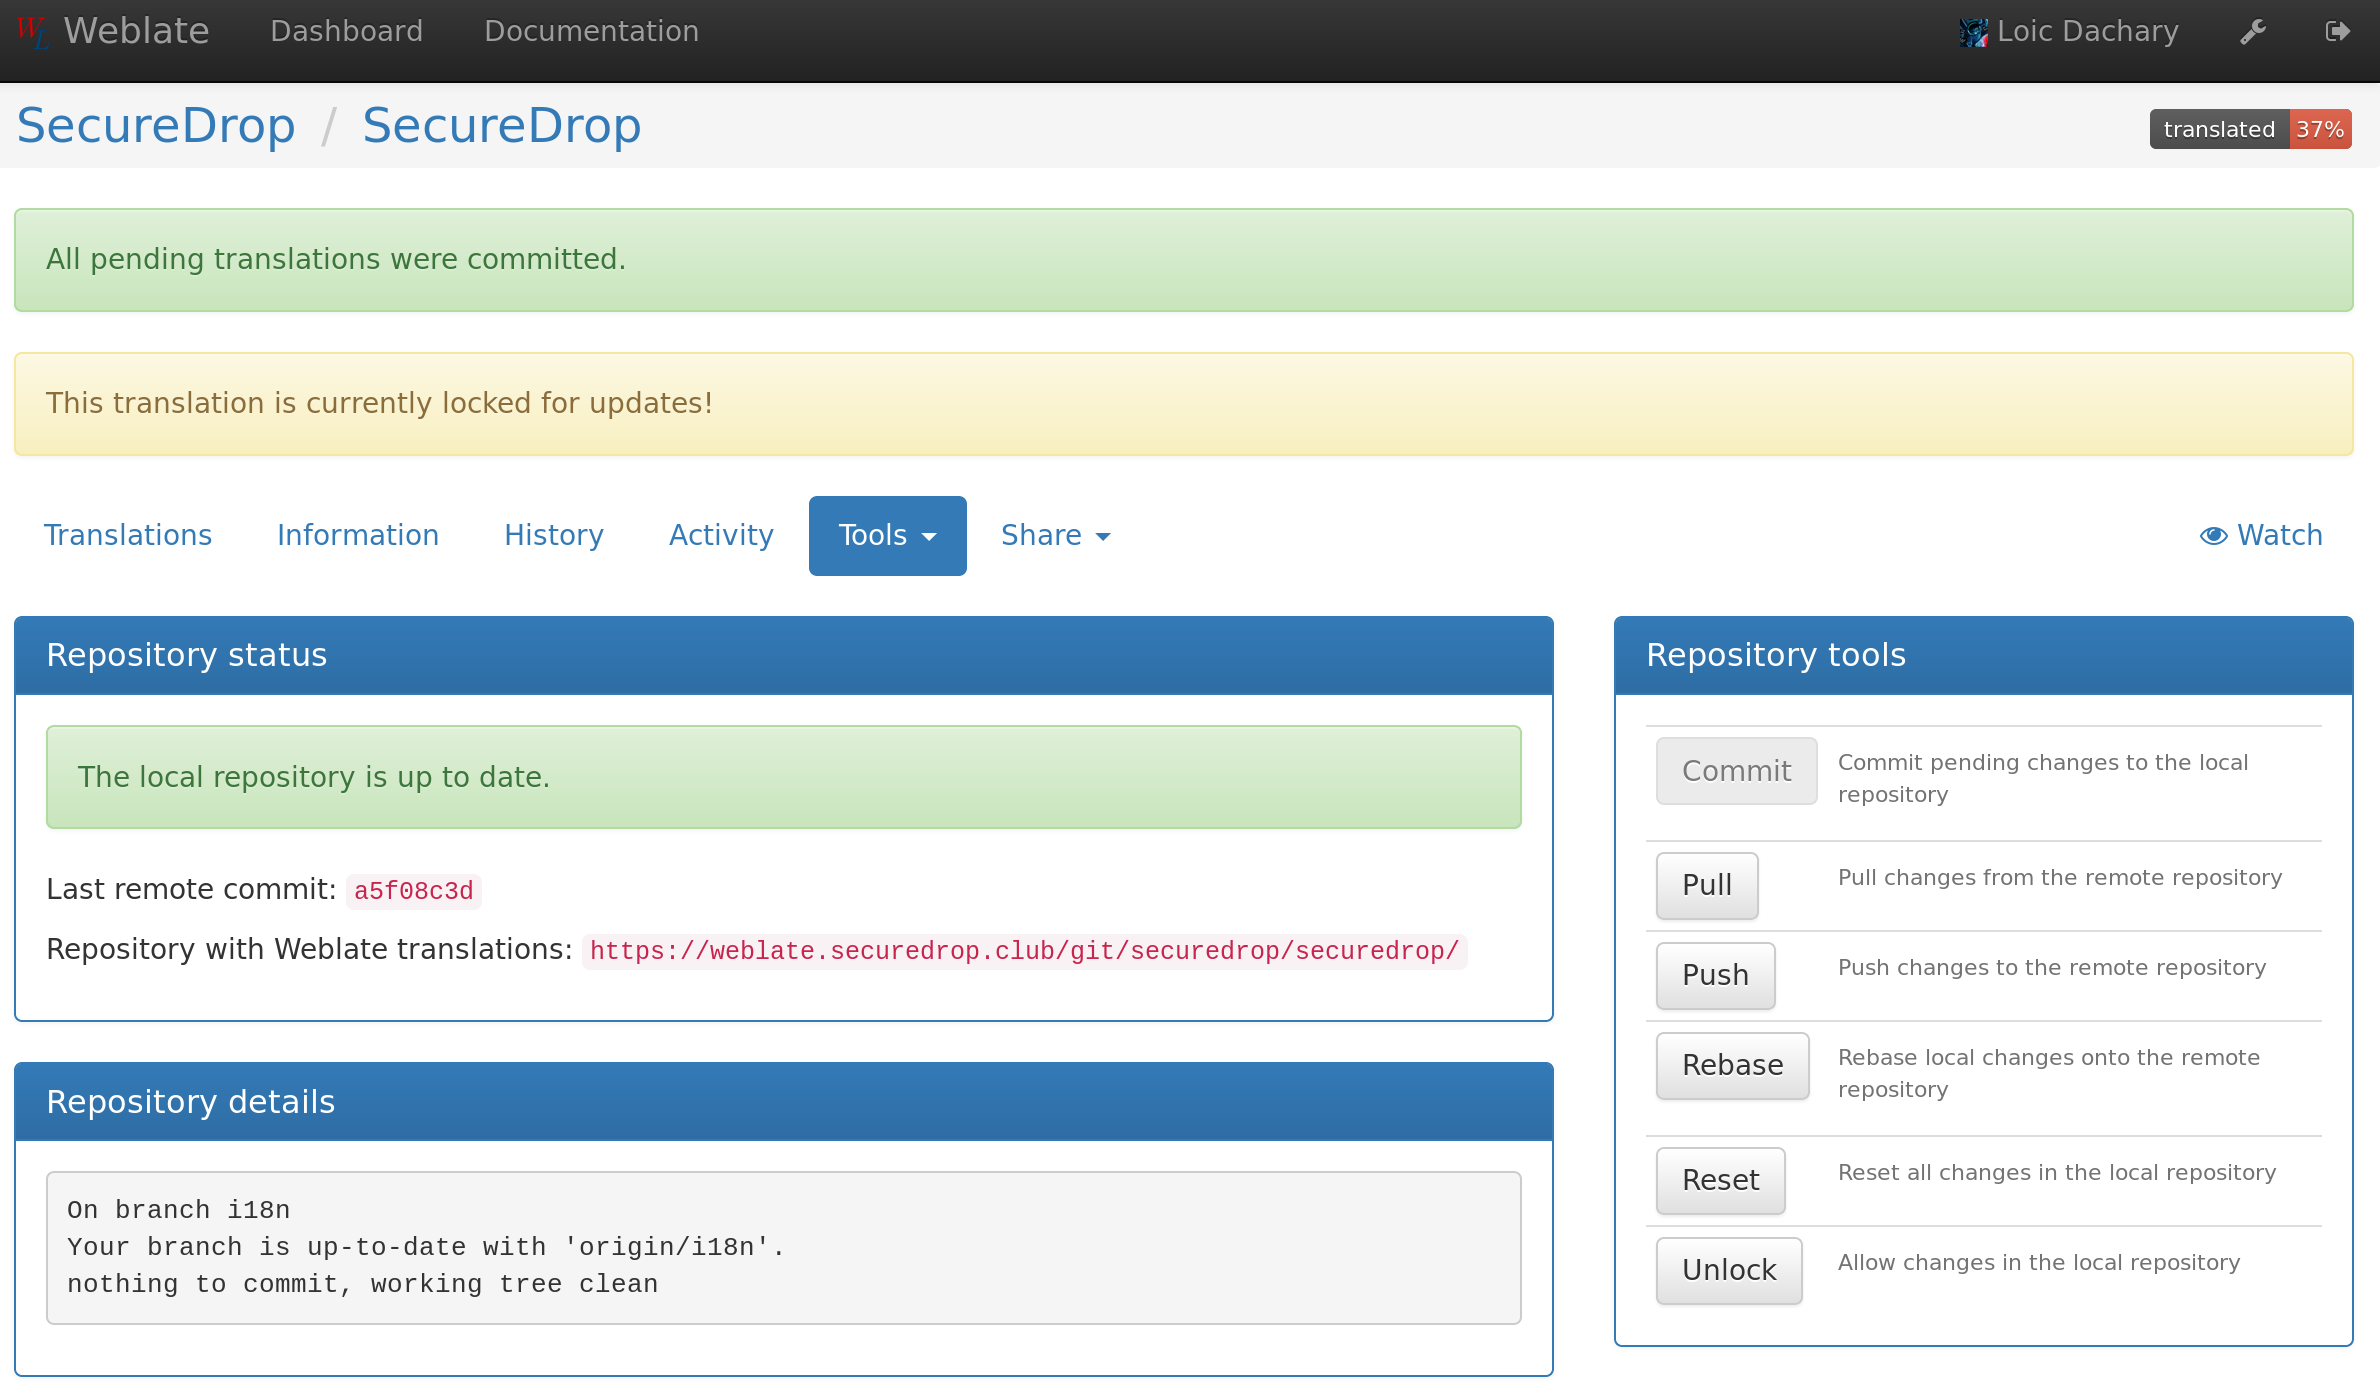 WL Weblate Dashboard Documentation Loic Dachary
SecureDrop / SecureDrop translated 37%
All pending translations were committed.
This translation is currently locked for updates!
Translations Information History Activity Tools Share Watch
Repository status
The local repository is up to date.
Last remote commit: a5f08c3d
Repository with Weblate translations: https://weblate.securedrop.club/git/securedrop/securedrop/
Repository details
On branch i18n
Your branch is up-to-date with 'origin/i18n'.
nothing to commit, working tree clean
Repository tools
Commit Commit pending changes to the local
repository
Pull Pull changes from the remote repository
Push Push changes to the remote repository
Rebase Rebase local changes onto the remote
repository
Reset Reset all changes in the local repository
Unlock Allow changes in the local repository